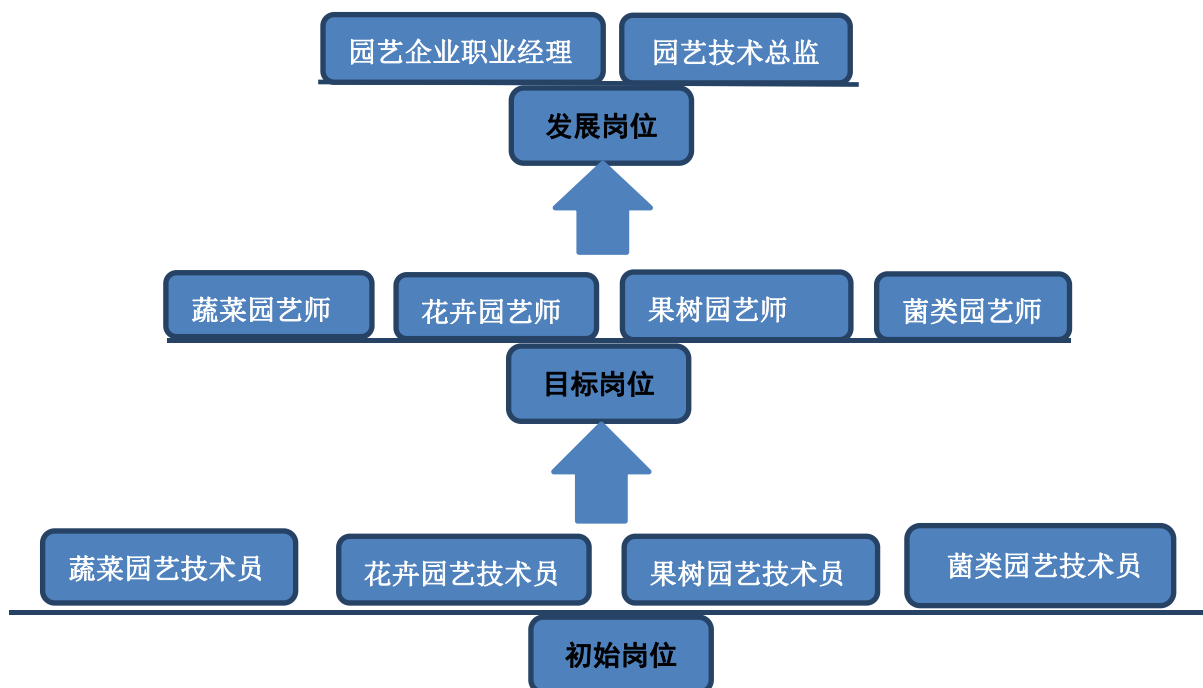 园艺企业职业经理
园艺技术总监
发展岗位
蔬菜园艺师
花卉园艺师
果树园艺师
菌类园艺师
目标岗位
蔬菜园艺技术员
花卉园艺技术员
果树园艺技术员
菌类园艺技术员
初始岗位